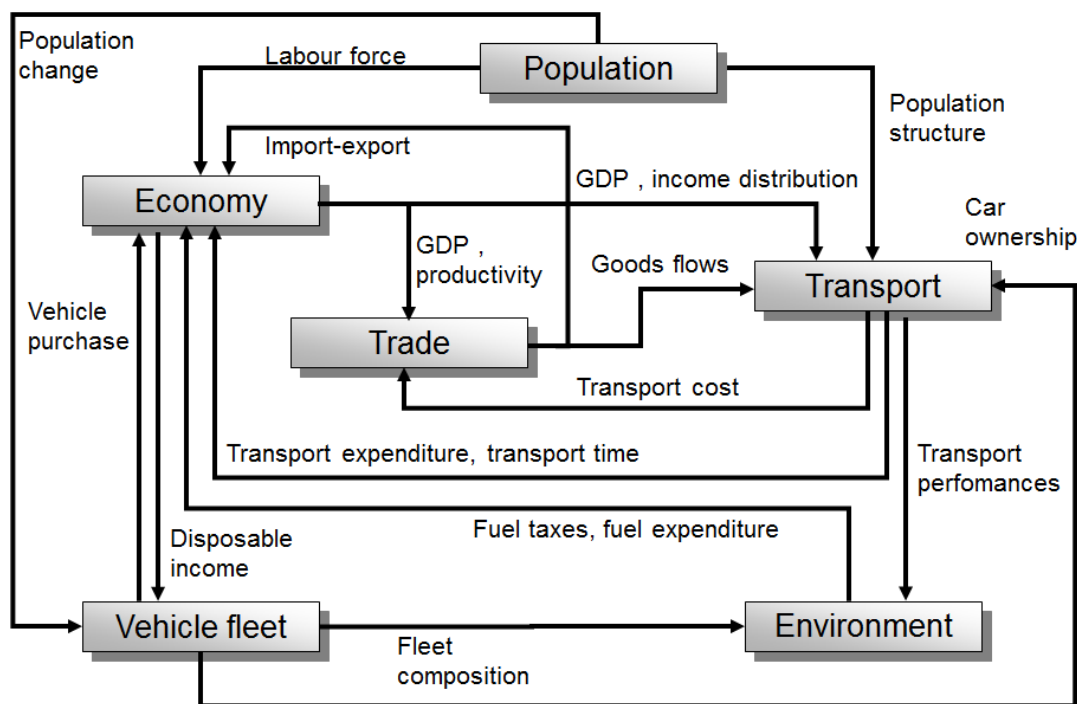 Population
change
Labour force
Population
Population
structure
Import-export
Economy
GDP , income distribution
Car
ownership
GDP ,
productivity
Goods flows
Transport
Vehicle
purchase
Trade
Transport cost
Transport expenditure, transport time
Transport
perfomances
Fuel taxes, fuel expenditure
Disposable
income
Vehicle fleet
Environment
Fleet
composition